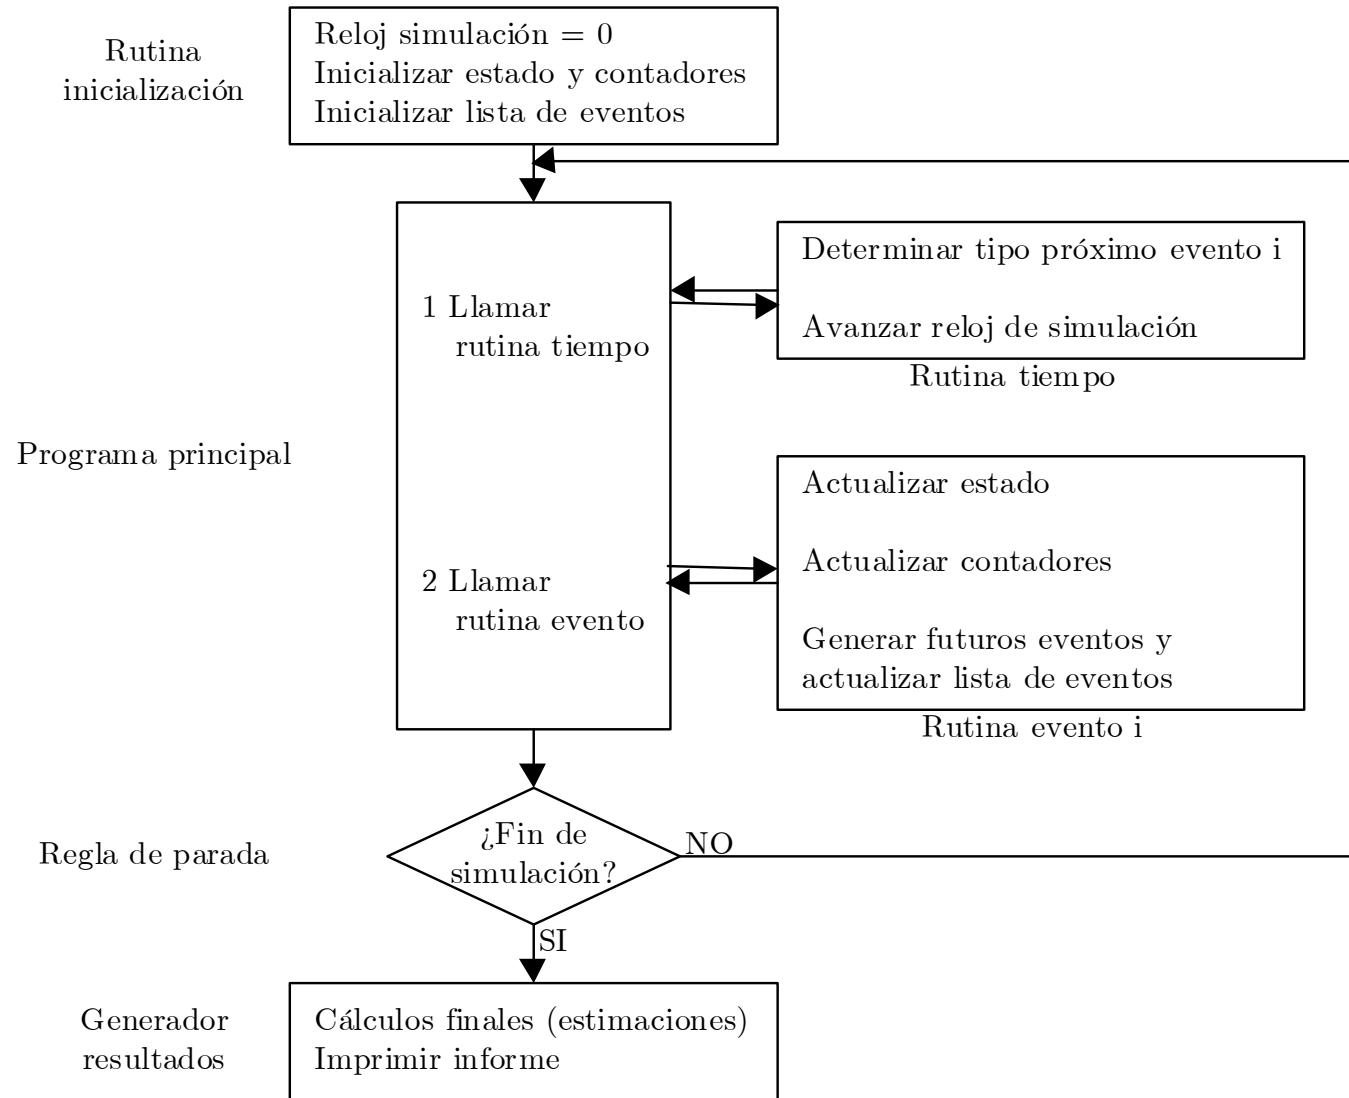 Rutina
inicialización
Reloj simulación = 0
Inicializar estado y contadores
Inicializar lista de eventos
Programa principal
1 Llamar
rutina tiempo
Determinar tipo próximo evento i
Avanzar reloj de simulación
Rutina tiempo
2 Llamar
rutina evento
Actualizar estado
Actualizar contadores
Generar futuros eventos y
actualizar lista de eventos
Rutina evento i
Regla de parada
¿Fin de
simulación?
NO
SI
Generador
resultados
Cálculos finales (estimaciones)
Imprimir informe